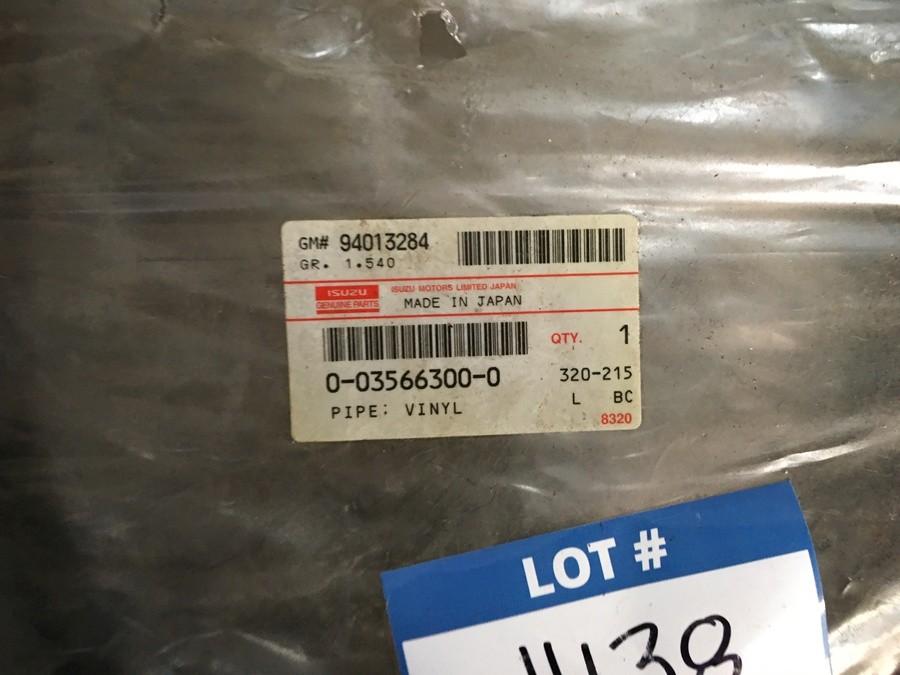 GM# 94013284
GR. 1.540
ISUZU
GENUINE PARTS
ISUZU MOTORS LIMITED JAPAN
MADE IN JAPAN
QTY. 1
0-03566300-0
320-215
PIPE: VINYL
L BC
8320
LOT #